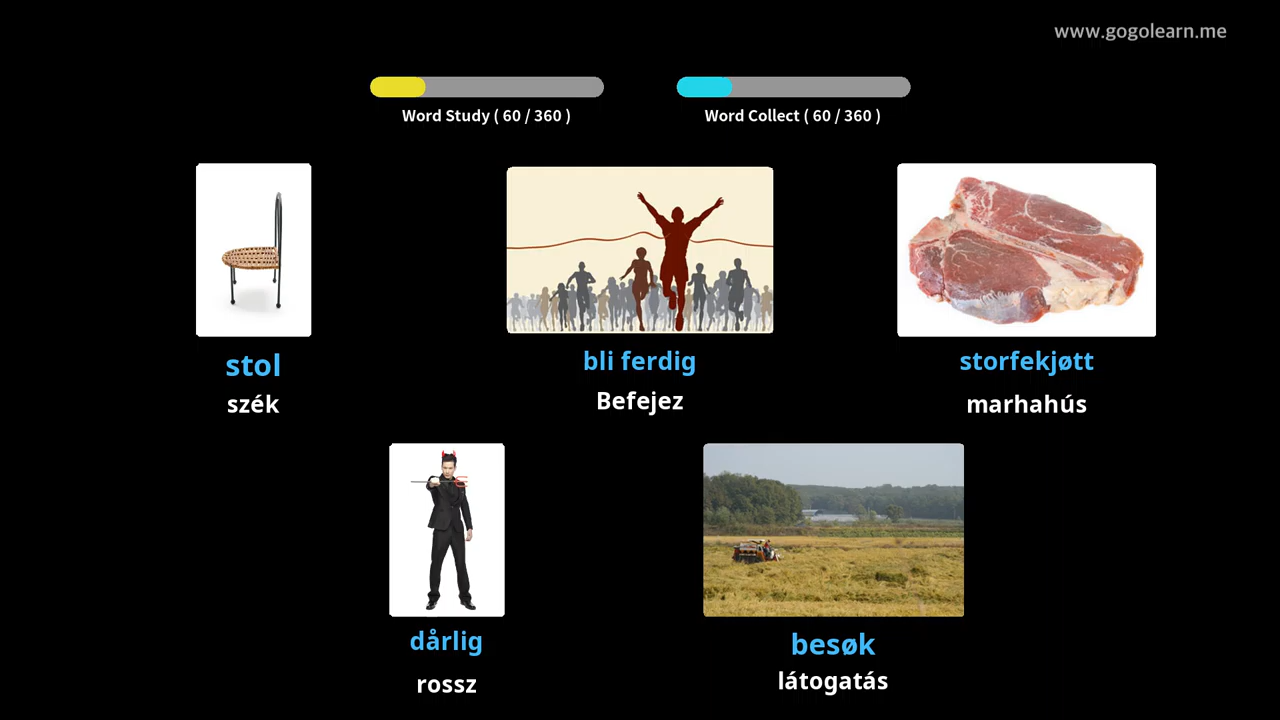 www.gogolearn.me
Word Study ( 60 / 360 )
Word Collect ( 60 / 360 )
stol
szék
bli ferdig
Befejez
storfekjøtt
marhahús
dårlig
rossz
besøk
látogatás